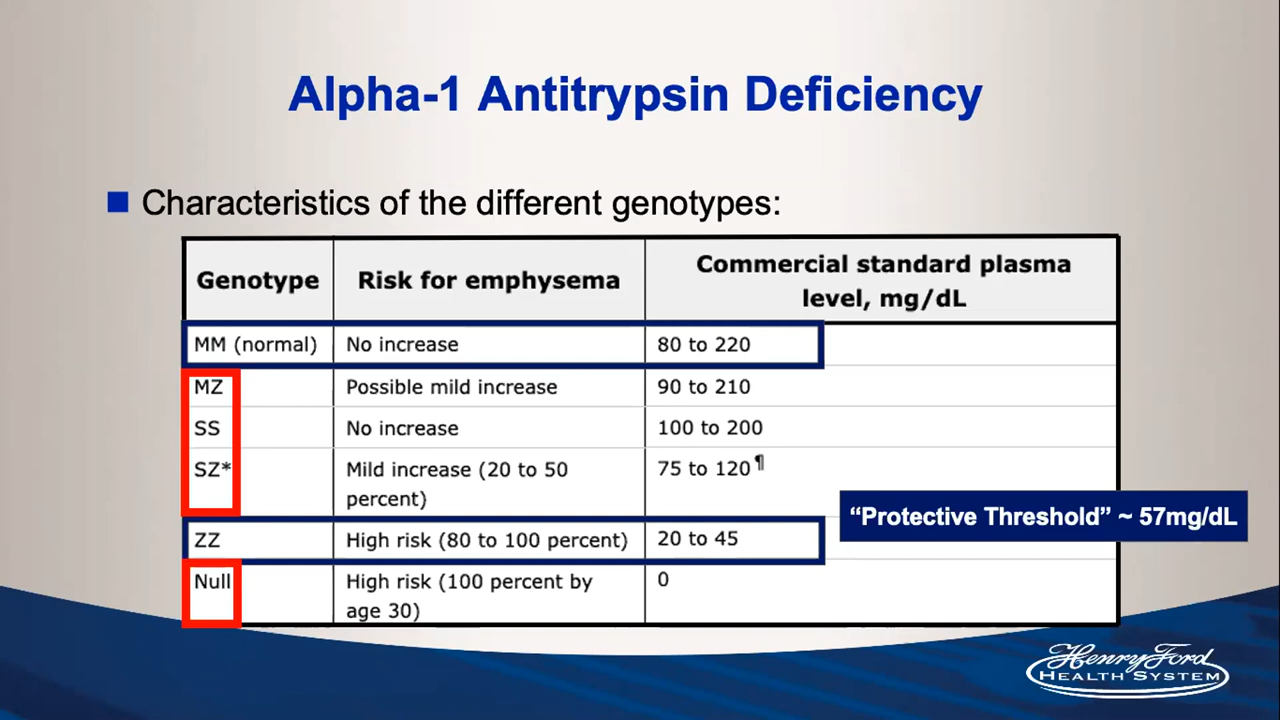 Alpha-1 Antitrypsin Deficiency
Characteristics of the different genotypes:
Genotype Risk for emphysema Commercial standard plasma level, mg/dL
MM (normal) No increase 80 to 220
MZ Possible mild increase 90 to 210
SS No increase 100 to 200
SZ* Mild increase (20 to 50 percent) 75 to 120¶
“Protective Threshold” ~ 57mg/dL
ZZ High risk (80 to 100 percent) 20 to 45
Null High risk (100 percent by age 30) 0
Henry Ford
HEALTH SYSTEM